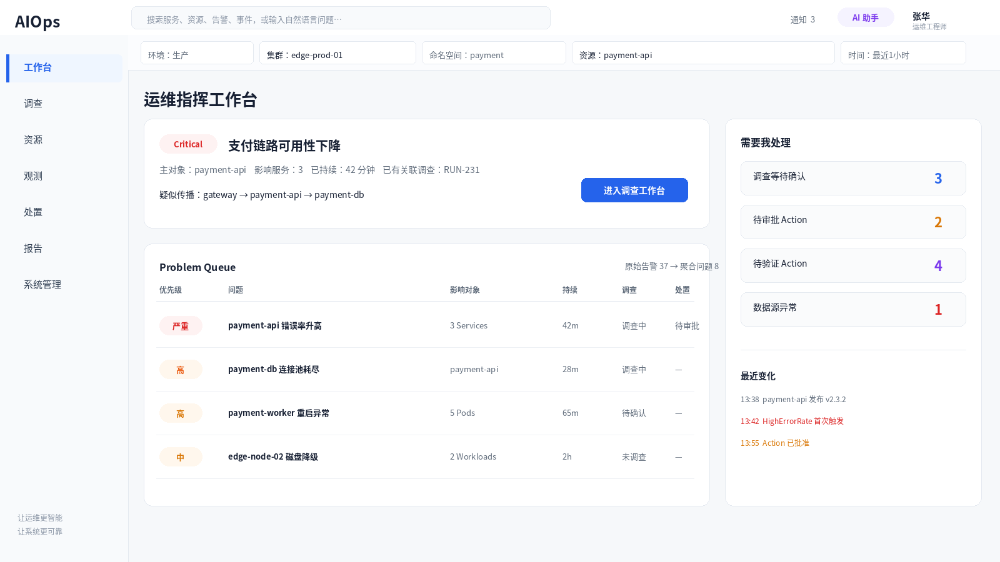 AIOps
搜索服务、资源、告警、事件，或输入自然语言问题…
通知 3
AI 助手
张华
运维工程师
环境：生产
集群：edge-prod-01
命名空间：payment
资源：payment-api
时间：最近1小时
工作台
调查
资源
观测
处置
报告
系统管理
让运维更智能
让系统更可靠
运维指挥工作台
Critical
支付链路可用性下降
主对象：payment-api 影响服务：3 已持续：42 分钟 已有关联调查：RUN-231
疑似传播：gateway → payment-api → payment-db
进入调查工作台
Problem Queue
原始告警 37 → 聚合问题 8
优先级 问题 影响对象 持续 调查 处置
严重 payment-api 错误率升高 3 Services 42m 调查中 待审批
高 payment-db 连接池耗尽 payment-api 28m 调查中 —
高 payment-worker 重启异常 5 Pods 65m 待确认 —
中 edge-node-02 磁盘降级 2 Workloads 2h 未调查 —
需要我处理
调查等待确认 3
待审批 Action 2
待验证 Action 4
数据源异常 1
最近变化
13:38 payment-api 发布 v2.3.2
13:42 HighErrorRate 首次触发
13:55 Action 已批准